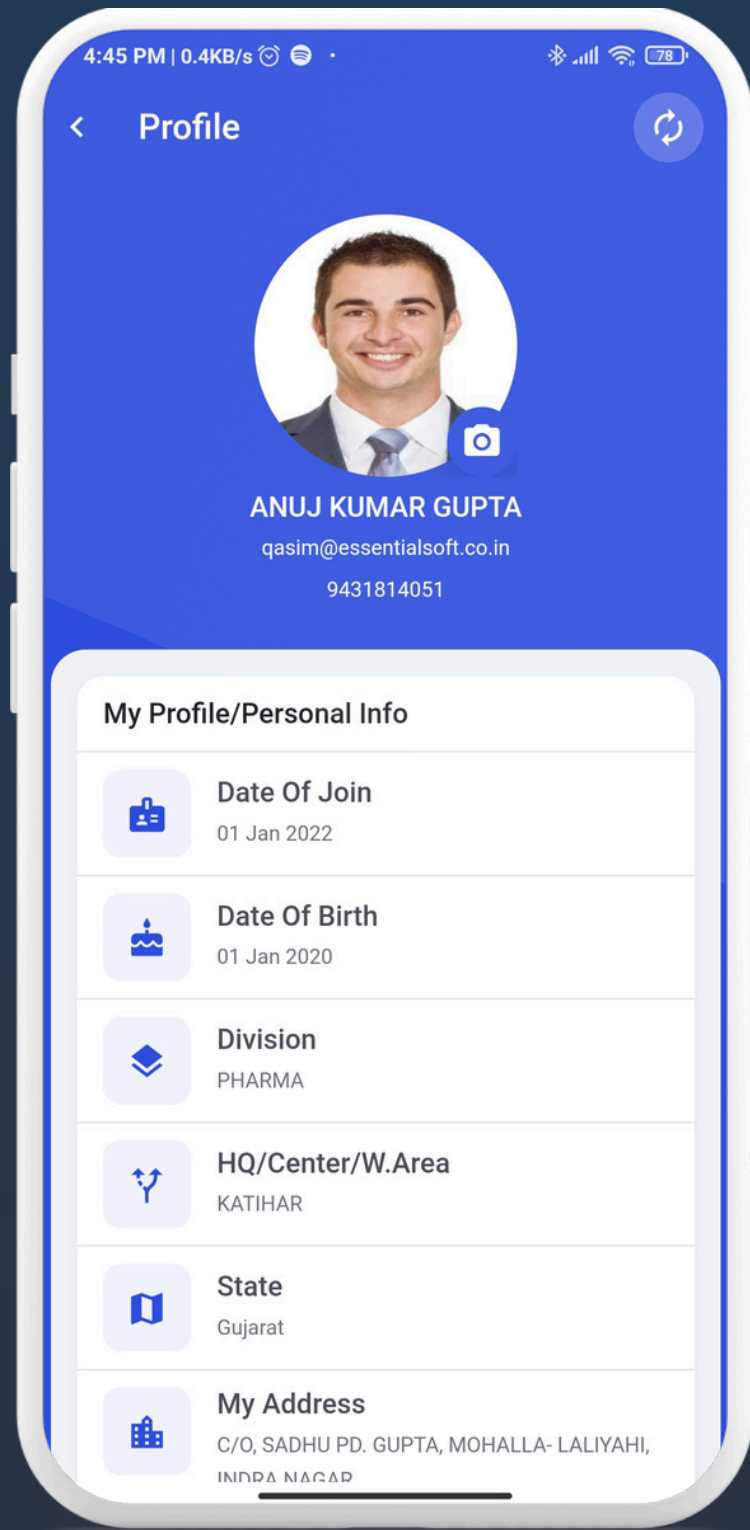 4:45 PM | 0.4KB/s
78
Profile
ANUJ KUMAR GUPTA
qasim@essentialsoft.co.in
9431814051
My Profile/Personal Info
Date Of Join
01 Jan 2022
Date Of Birth
01 Jan 2020
Division
PHARMA
HQ/Center/W.Area
KATIHAR
State
Gujarat
My Address
C/O, SADHU PD. GUPTA, MOHALLA- LALIYAHI,
INDRA NAGAR